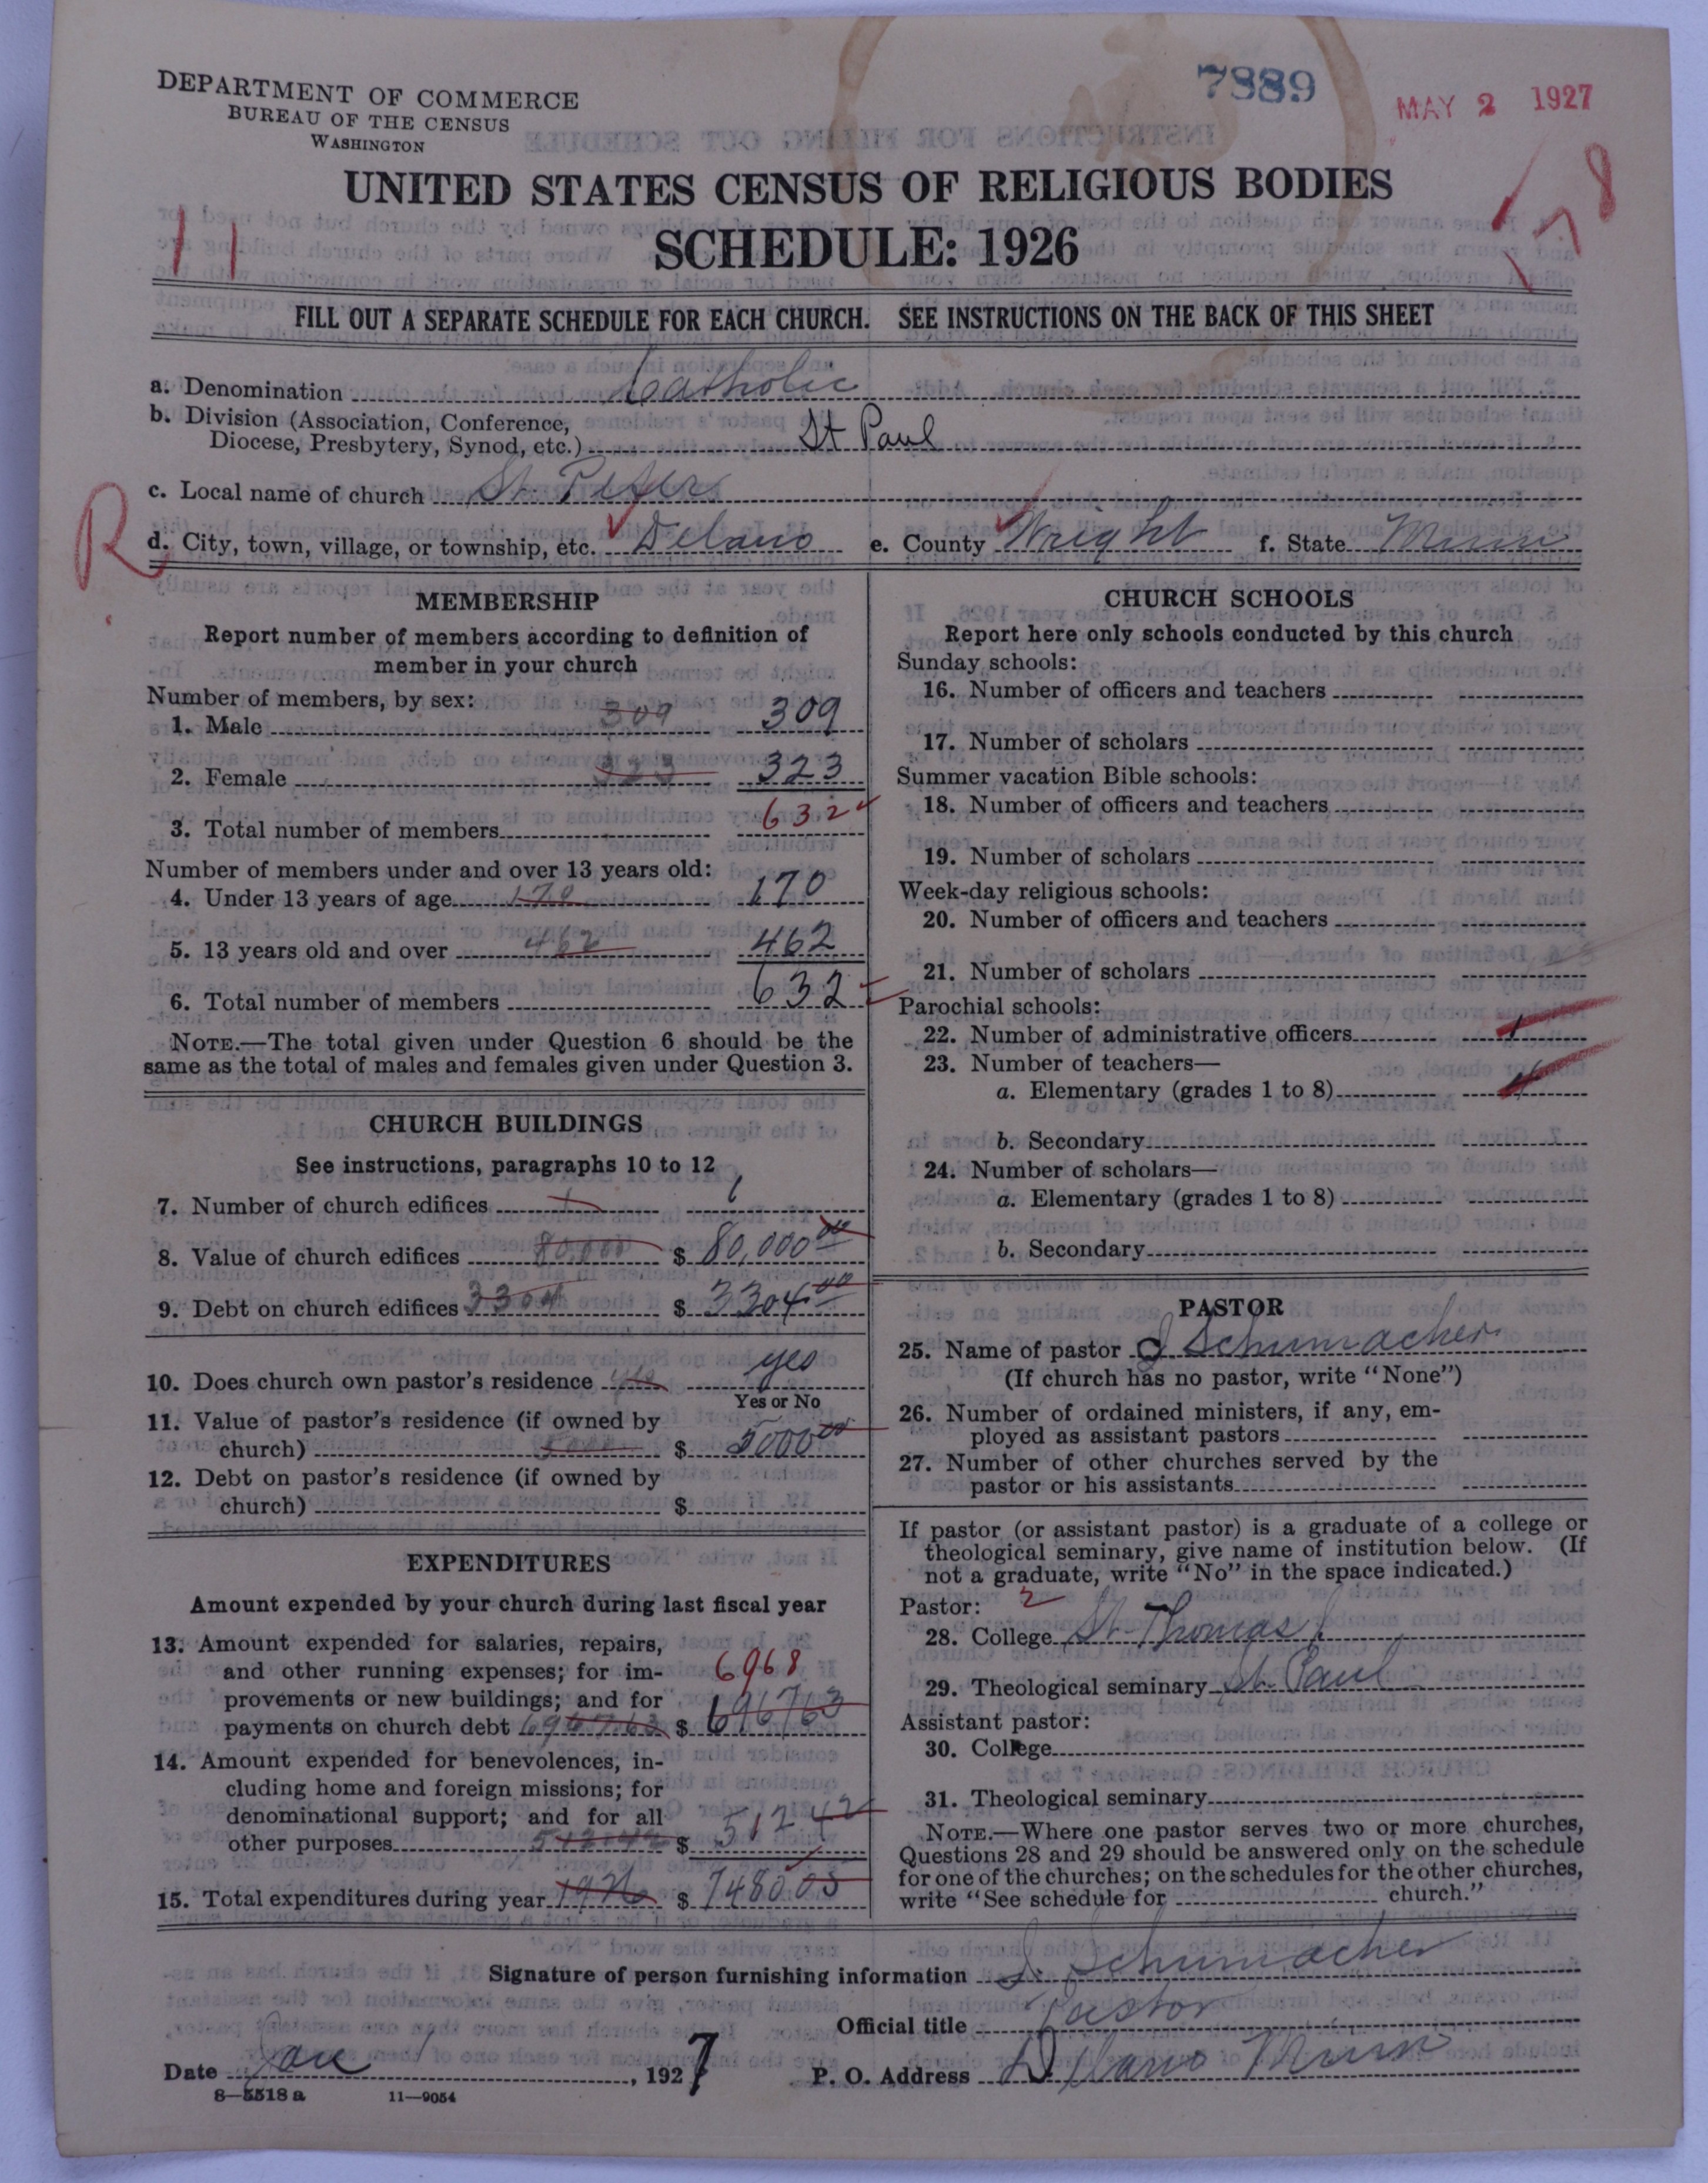 DEPARTMENT OF COMMERCE
BUREAU OF THE CENSUS
WASHINGTON
7889
MAY 2 1927
UNITED STATES CENSUS OF RELIGIOUS BODIES
11
178
SCHEDULE: 1926
FILL OUT A SEPARATE SCHEDULE FOR EACH CHURCH. SEE INSTRUCTIONS ON THE BACK OF THIS SHEET
a. Denomination Catholic
b. Division (Association, Conference,
Diocese, Presbytery, Synod, etc.) St Paul
c. Local name of church St. Peter
R
d. City, town, village, or township, etc. Delano e. County Wright f. State Minn
MEMBERSHIP
Report number of members according to definition of
member in your church
Number of members, by sex:
1. Male 309 309
2. Female 323 323
3. Total number of members 632
Number of members under and over 13 years old:
4. Under 13 years of age 170 170
5. 13 years old and over 462 462
6. Total number of members 632
NOTE.—The total given under Question 6 should be the
same as the total of males and females given under Question 3.
CHURCH BUILDINGS
See instructions, paragraphs 10 to 12
7. Number of church edifices 1 1
8. Value of church edifices 80,000 $ 80,000 00
9. Debt on church edifices 3304 $ 3304 00
10. Does church own pastor's residence yes yes
Yes or No
11. Value of pastor's residence (if owned by
church) 5000 $ 5000 00
12. Debt on pastor's residence (if owned by
church) $
EXPENDITURES
Amount expended by your church during last fiscal year
13. Amount expended for salaries, repairs,
and other running expenses; for im- 6968
provements or new buildings; and for
payments on church debt 6967.63 $ 6967 63
14. Amount expended for benevolences, in-
cluding home and foreign missions; for
denominational support; and for all
other purposes 512.42 $ 512 42
15. Total expenditures during year 1926 $ 7480 05
CHURCH SCHOOLS
Report here only schools conducted by this church
Sunday schools:
16. Number of officers and teachers
17. Number of scholars
Summer vacation Bible schools:
18. Number of officers and teachers
19. Number of scholars
Week-day religious schools:
20. Number of officers and teachers
21. Number of scholars
Parochial schools:
22. Number of administrative officers 1
23. Number of teachers—
a. Elementary (grades 1 to 8) 4
b. Secondary
24. Number of scholars—
a. Elementary (grades 1 to 8)
b. Secondary
PASTOR
25. Name of pastor J Schumacher
(If church has no pastor, write "None")
26. Number of ordained ministers, if any, em-
ployed as assistant pastors
27. Number of other churches served by the
pastor or his assistants
If pastor (or assistant pastor) is a graduate of a college or
theological seminary, give name of institution below. (If
not a graduate, write "No" in the space indicated.)
Pastor: 2
28. College St. Thomas
29. Theological seminary St. Paul
Assistant pastor:
30. College
31. Theological seminary
NOTE.—Where one pastor serves two or more churches,
Questions 28 and 29 should be answered only on the schedule
for one of the churches; on the schedules for the other churches,
write "See schedule for church."
Signature of person furnishing information J. Schumacher
Official title Pastor
Date Jan 1, 1927 P. O. Address Delano Minn
8—5518 a 11—9054